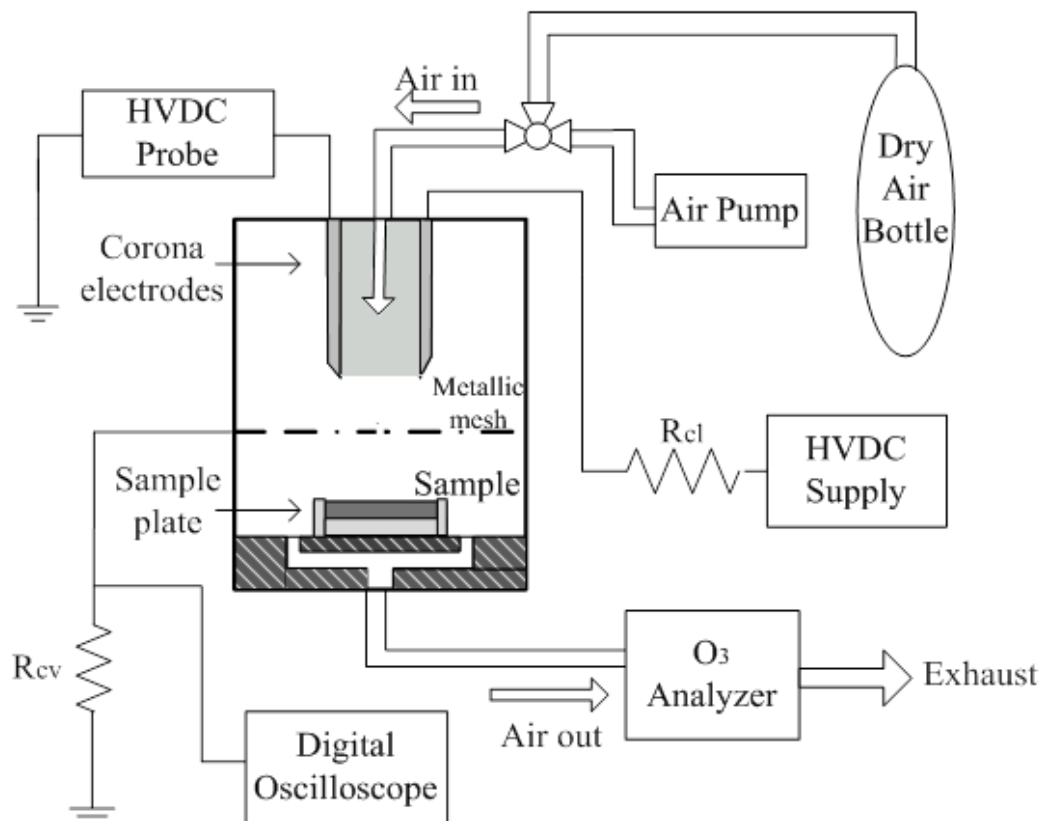 Air in
HVDC
Probe
Dry
Air
Bottle
Air Pump
Corona
electrodes
Metallic
mesh
Rcl
HVDC
Supply
Sample
plate
Sample
Rcv
O3
Analyzer
Exhaust
Air out
Digital
Oscilloscope